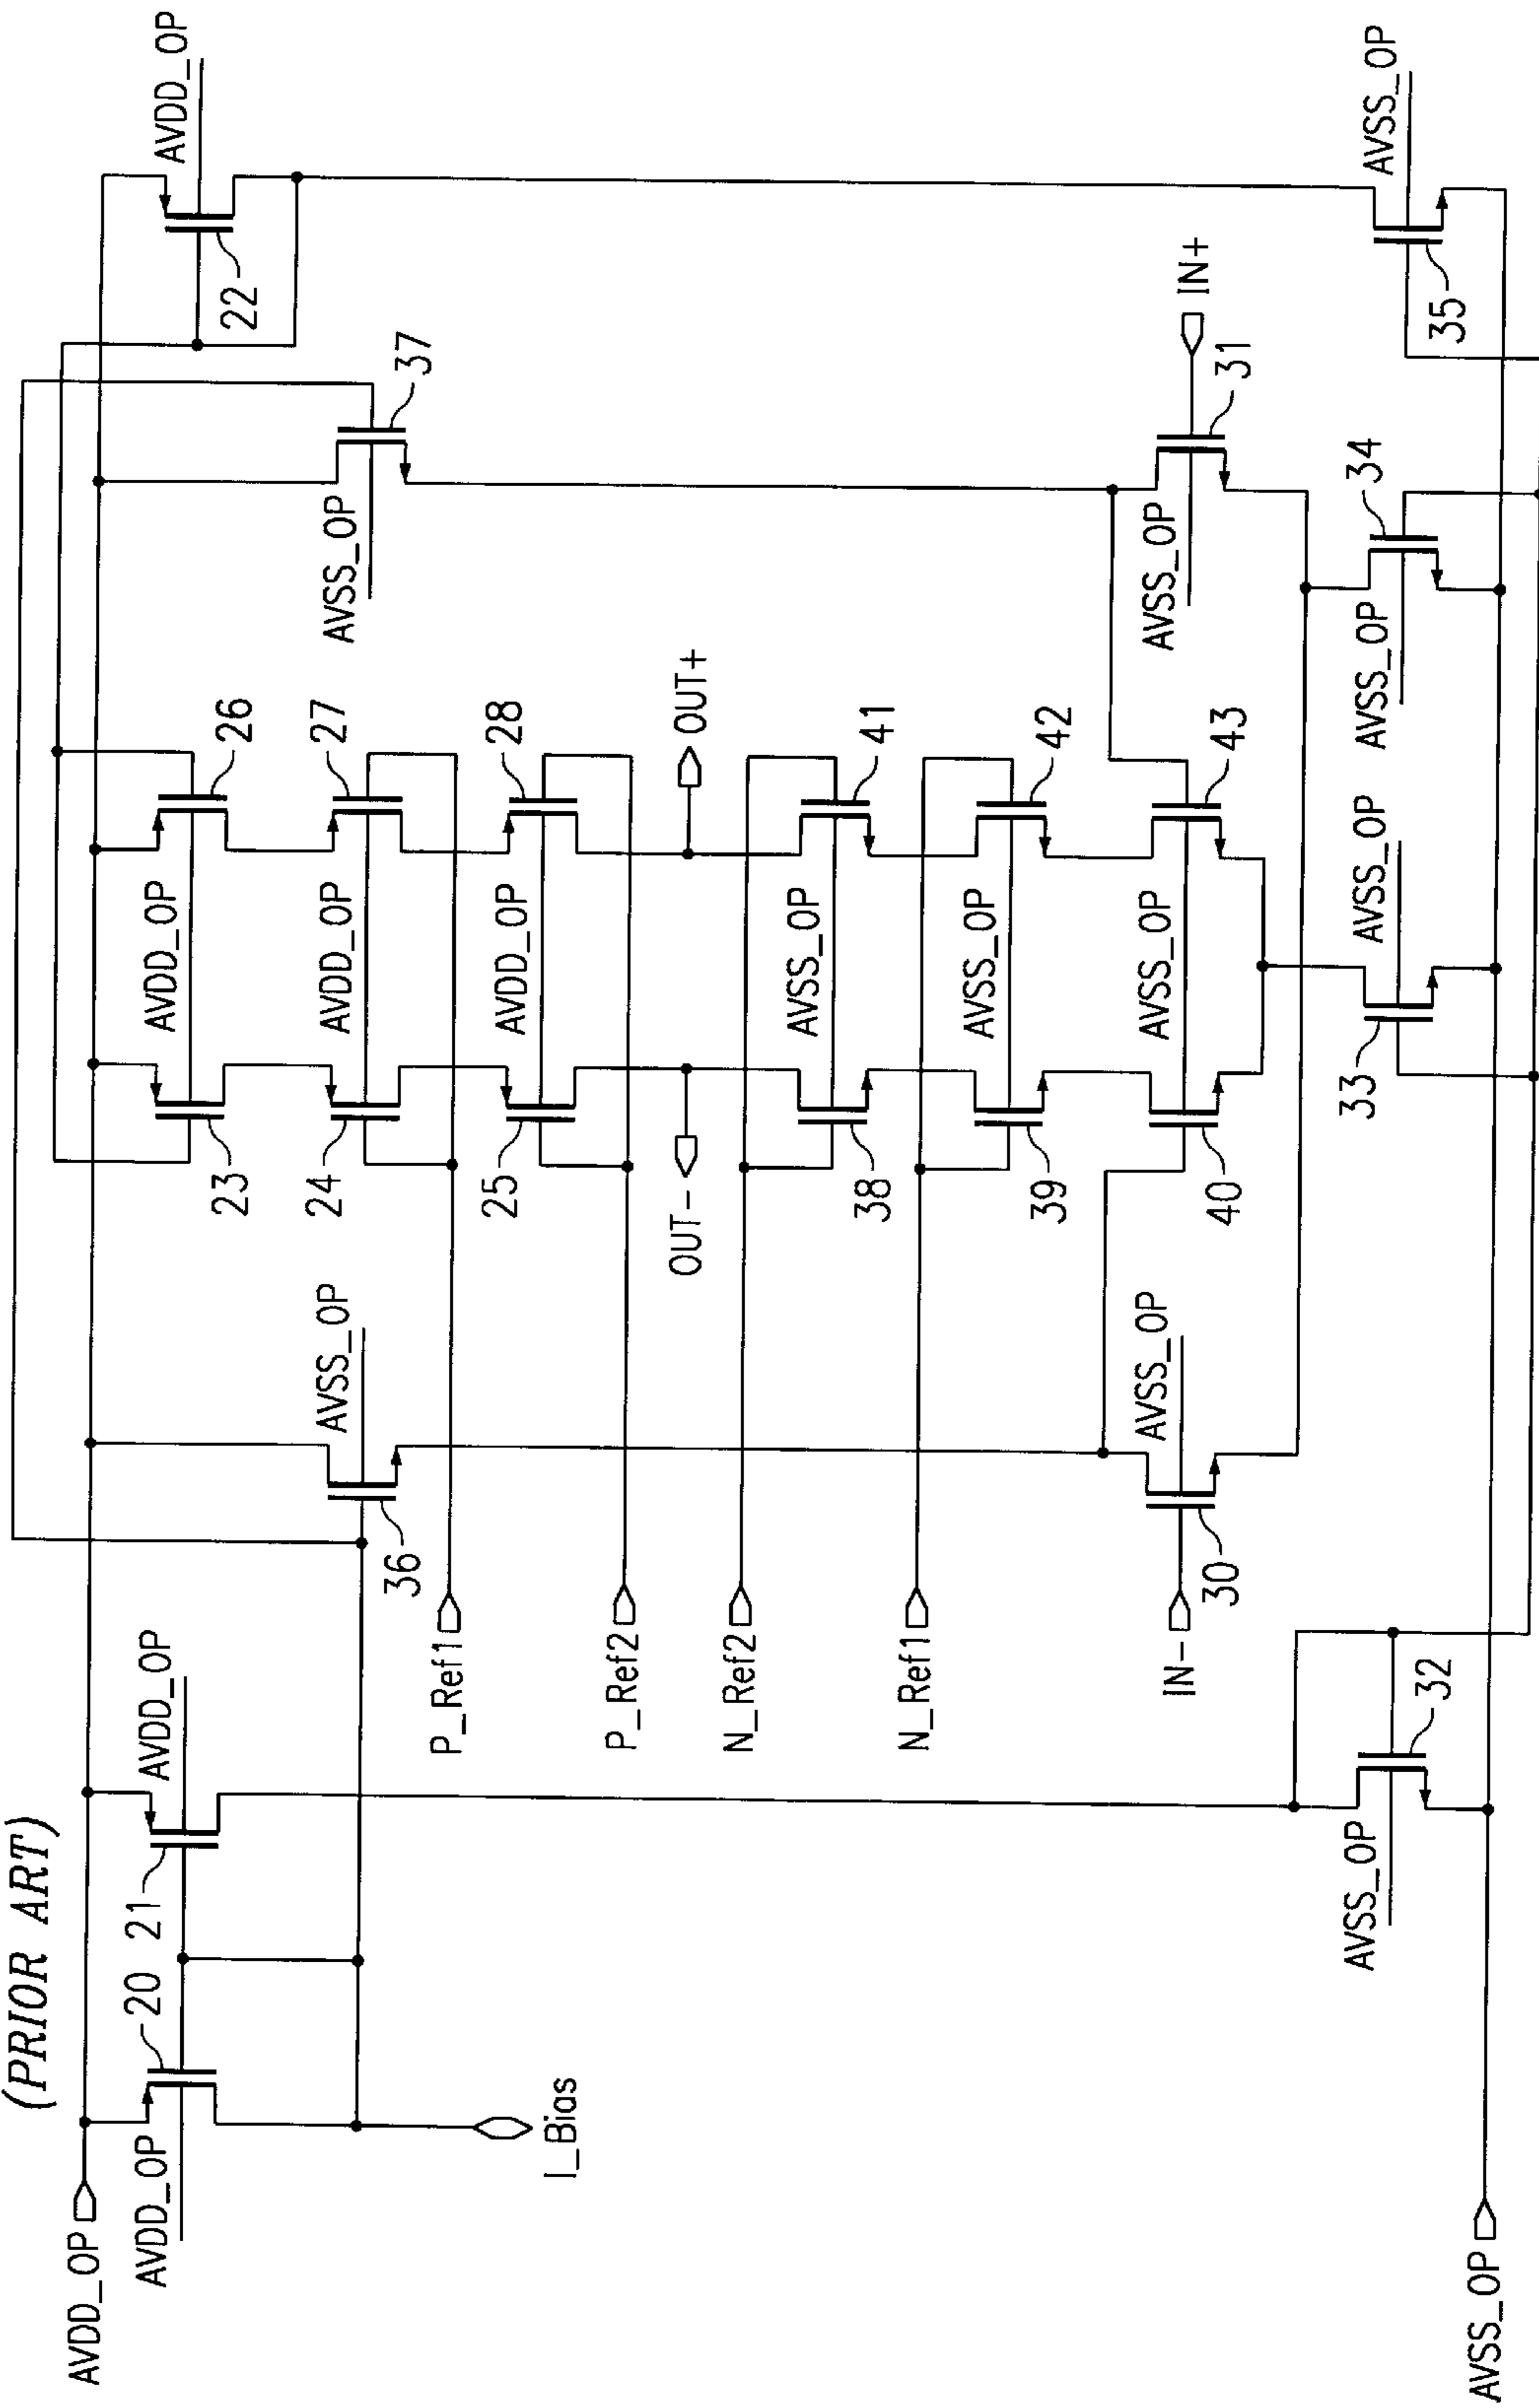 (PRIOR ART)
AVDD_OP
AVDD_OP
20
21
AVDD_OP
I_Bias
36
AVSS_OP
P_Ref1
P_Ref2
N_Ref2
N_Ref1
IN-
30
AVSS_OP
AVSS_OP
32
AVSS_OP
23
AVDD_OP
26
24
AVDD_OP
27
25
AVDD_OP
28
OUT-
OUT+
38
AVSS_OP
41
39
AVSS_OP
42
40
AVSS_OP
43
33
AVSS_OP
AVSS_OP
34
AVSS_OP
37
AVSS_OP
31
IN+
22
AVDD_OP
35
AVSS_OP